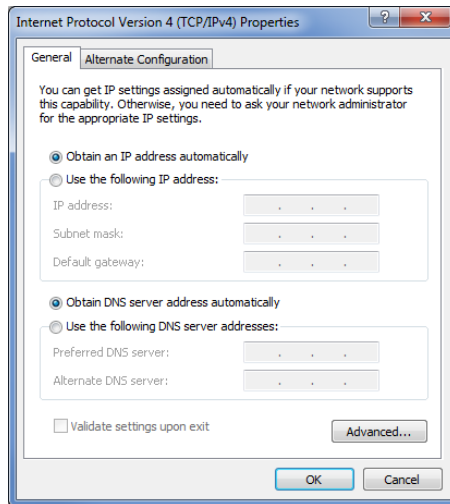 Internet Protocol Version 4 (TCP/IPv4) Properties
General
Alternate Configuration
You can get IP settings assigned automatically if your network supports
this capability. Otherwise, you need to ask your network administrator
for the appropriate IP settings.
Obtain an IP address automatically
Use the following IP address:
IP address:
Subnet mask:
Default gateway:
Obtain DNS server address automatically
Use the following DNS server addresses:
Preferred DNS server:
Alternate DNS server:
Validate settings upon exit
Advanced...
OK
Cancel